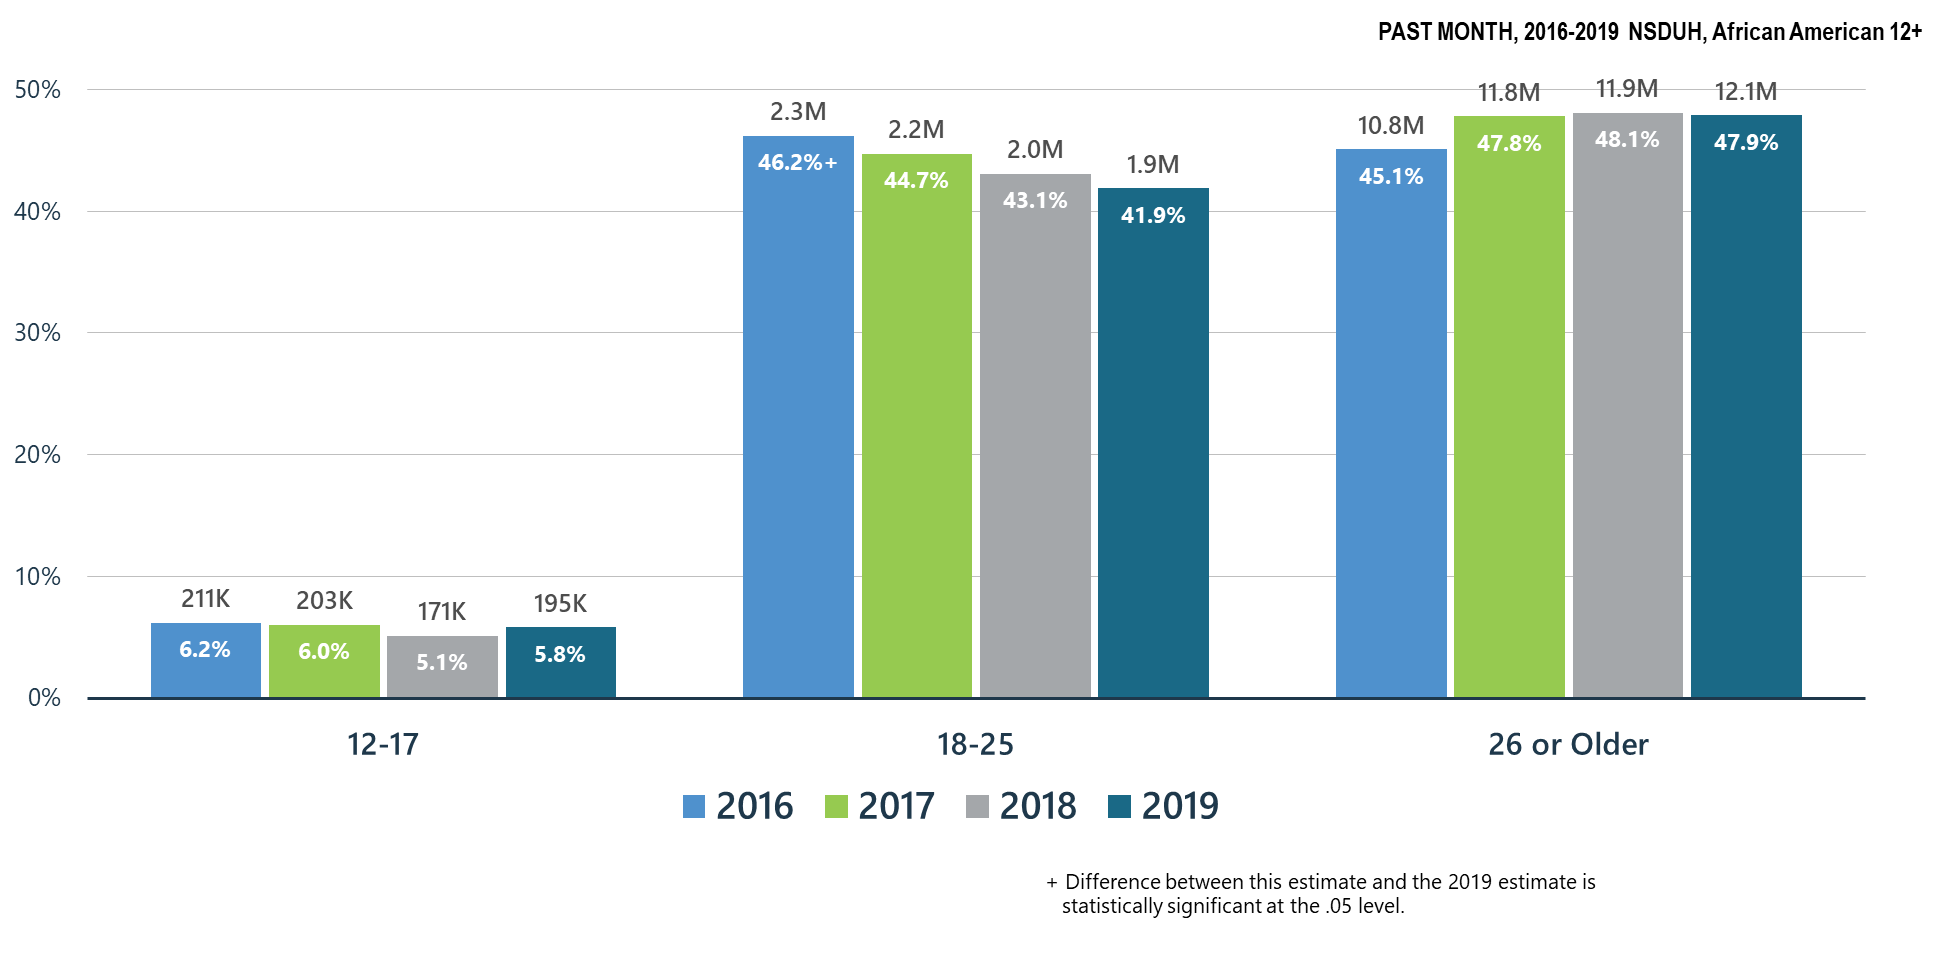 PAST MONTH, 2016-2019 NSDUH, African American 12+
50%
40%
30%
20%
10%
0%
211K
203K
171K
195K
6.2%
6.0%
5.1%
5.8%
2.3M
2.2M
2.0M
1.9M
46.2%+
44.7%
43.1%
41.9%
10.8M
11.8M
11.9M
12.1M
45.1%
47.8%
48.1%
47.9%
12-17
18-25
26 or Older
2016
2017
2018
2019
+ Difference between this estimate and the 2019 estimate is
statistically significant at the .05 level.